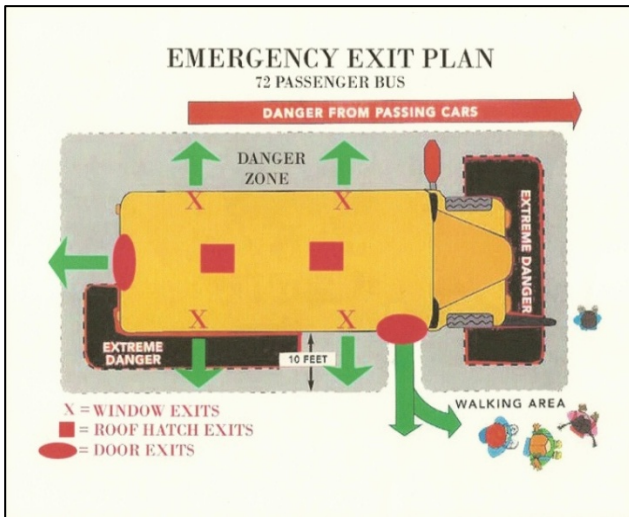 EMERGENCY EXIT PLAN
72 PASSENGER BUS
DANGER FROM PASSING CARS
DANGER
ZONE
X
X
EXTREME DANGER
X
X
EXTREME
DANGER
10 FEET
WALKING AREA
X = WINDOW EXITS
= ROOF HATCH EXITS
= DOOR EXITS